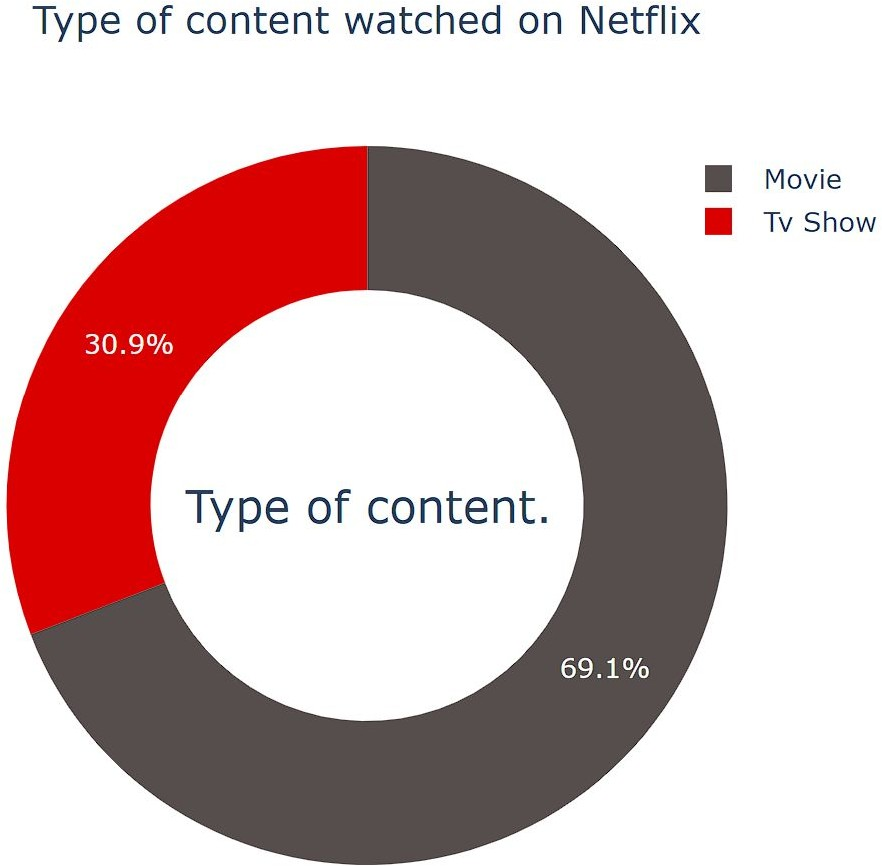 Type of content watched on Netflix
Movie
Tv Show
30.9%
Type of content.
69.1%